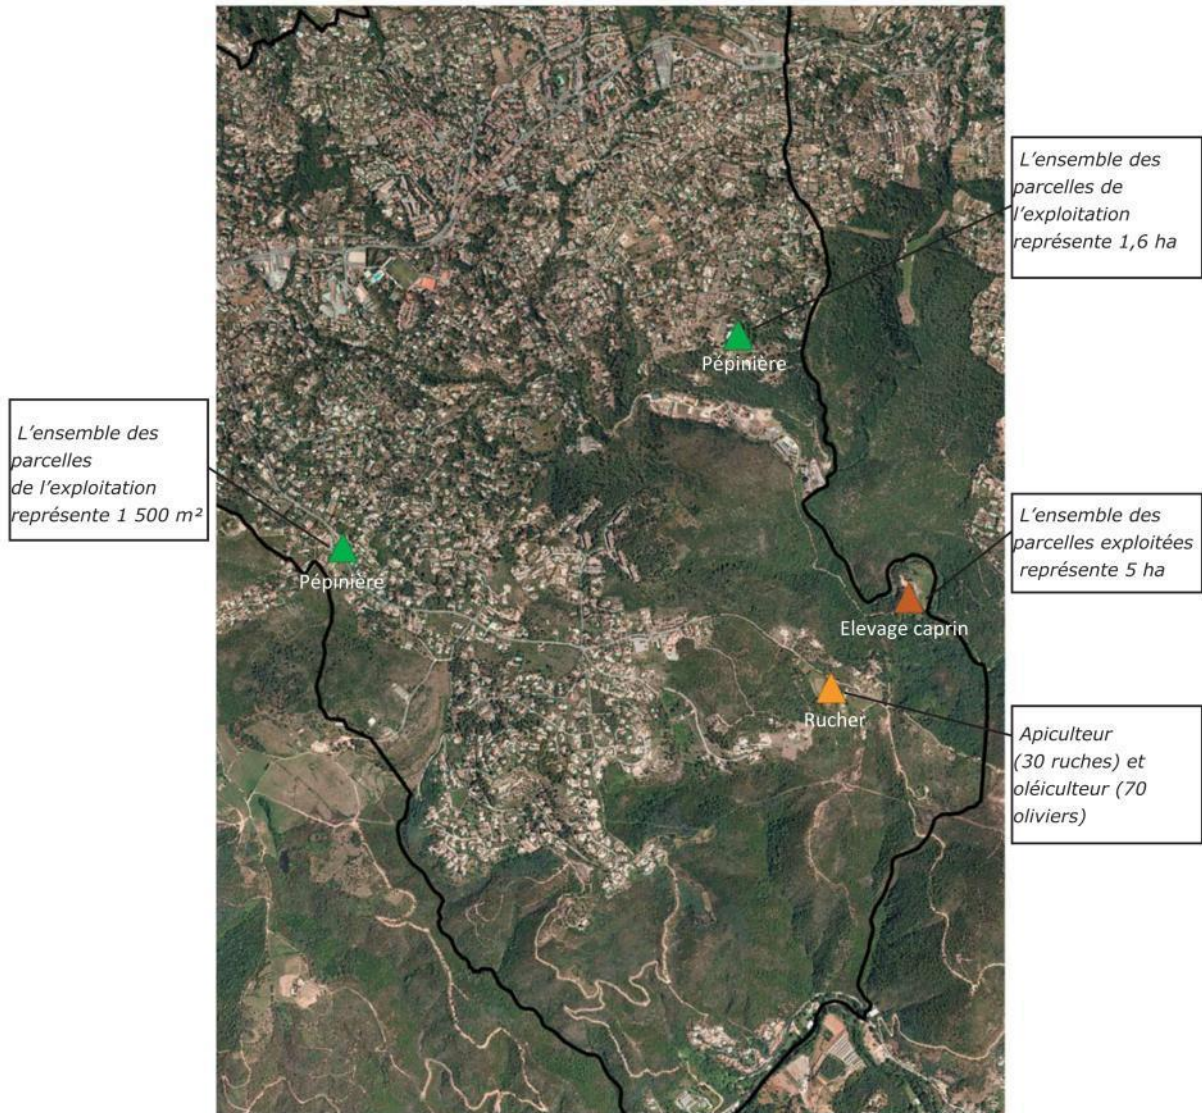 L'ensemble des
parcelles de
l'exploitation
représente 1,6 ha
Pépinière
L'ensemble des
parcelles
de l'exploitation
représente 1 500 m²
Pépinière
L'ensemble des
parcelles exploitées
représente 5 ha
Elevage caprin
Rucher
Apiculteur
(30 ruches) et
oléiculteur (70
oliviers)